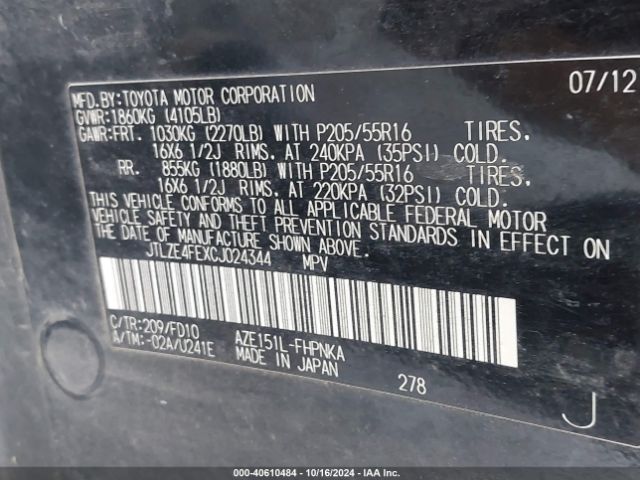 MFD.BY:TOYOTA MOTOR CORPORATION 07/12
GVWR:1860KG (4105LB)
GAWR:FRT. 1030KG (2270LB) WITH P205/55R16 TIRES,
16X6 1/2J RIMS, AT 240KPA (35PSI) COLD.
RR. 855KG (1880LB) WITH P205/55R16 TIRES,
16X6 1/2J RIMS, AT 220KPA (32PSI) COLD.
THIS VEHICLE CONFORMS TO ALL APPLICABLE FEDERAL MOTOR
VEHICLE SAFETY AND THEFT PREVENTION STANDARDS IN EFFECT ON
THE DATE OF MANUFACTURE SHOWN ABOVE.
JTLZE4FEXCJ024344 MPV
C/TR:209/FD10 AZE151L-FHPNKA
A/TM:-02A/U241E MADE IN JAPAN 278
J
000-40610484 - 10/16/2024 - IAA Inc.